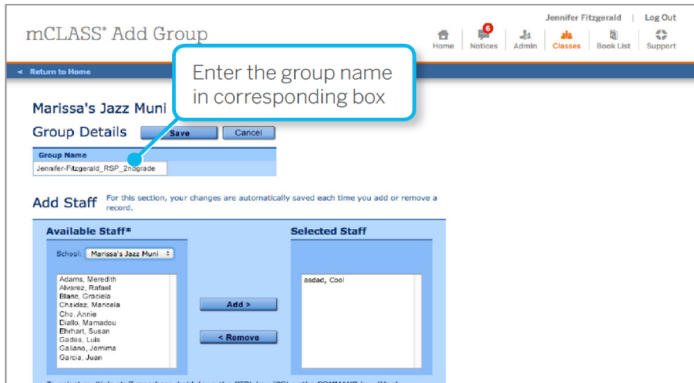 Jennifer Fitzgerald | Log Out
mCLASS® Add Group
6
Home Notices Admin Classes Book List Support
Return to Home
Enter the group name
in corresponding box
Marissa's Jazz Muni
Group Details Save Cancel
Group Name
Jennifer-Fitzgerald_RSP_2ndgrade
Add Staff For this section, your changes are automatically saved each time you add or remove a
record.
Available Staff* Selected Staff
School: Marissa's Jazz Muni
Adams, Meredith
Alvarez, Rafael
Blanc, Graciela
Chaidez, Marcela
Cho, Annie
Diallo, Mamadou
Ehrhart, Susan
Gadea, Luis
Galiano, Jemima
Garcia, Juan
asdad, Cool
Add >
< Remove